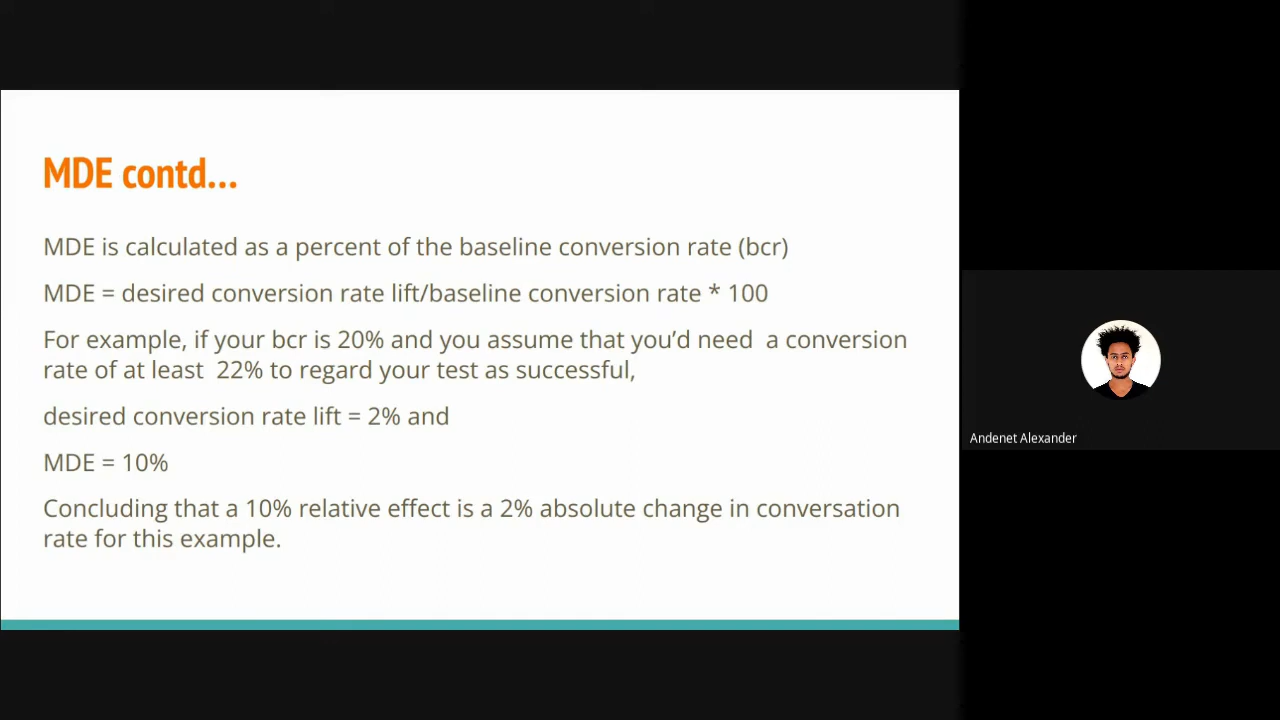 MDE contd...
MDE is calculated as a percent of the baseline conversion rate (bcr)
MDE = desired conversion rate lift/baseline conversion rate * 100
For example, if your bcr is 20% and you assume that you’d need  a conversion
rate of at least  22% to regard your test as successful,
desired conversion rate lift = 2% and
MDE = 10%
Concluding that a 10% relative effect is a 2% absolute change in conversation
rate for this example.
Andenet Alexander